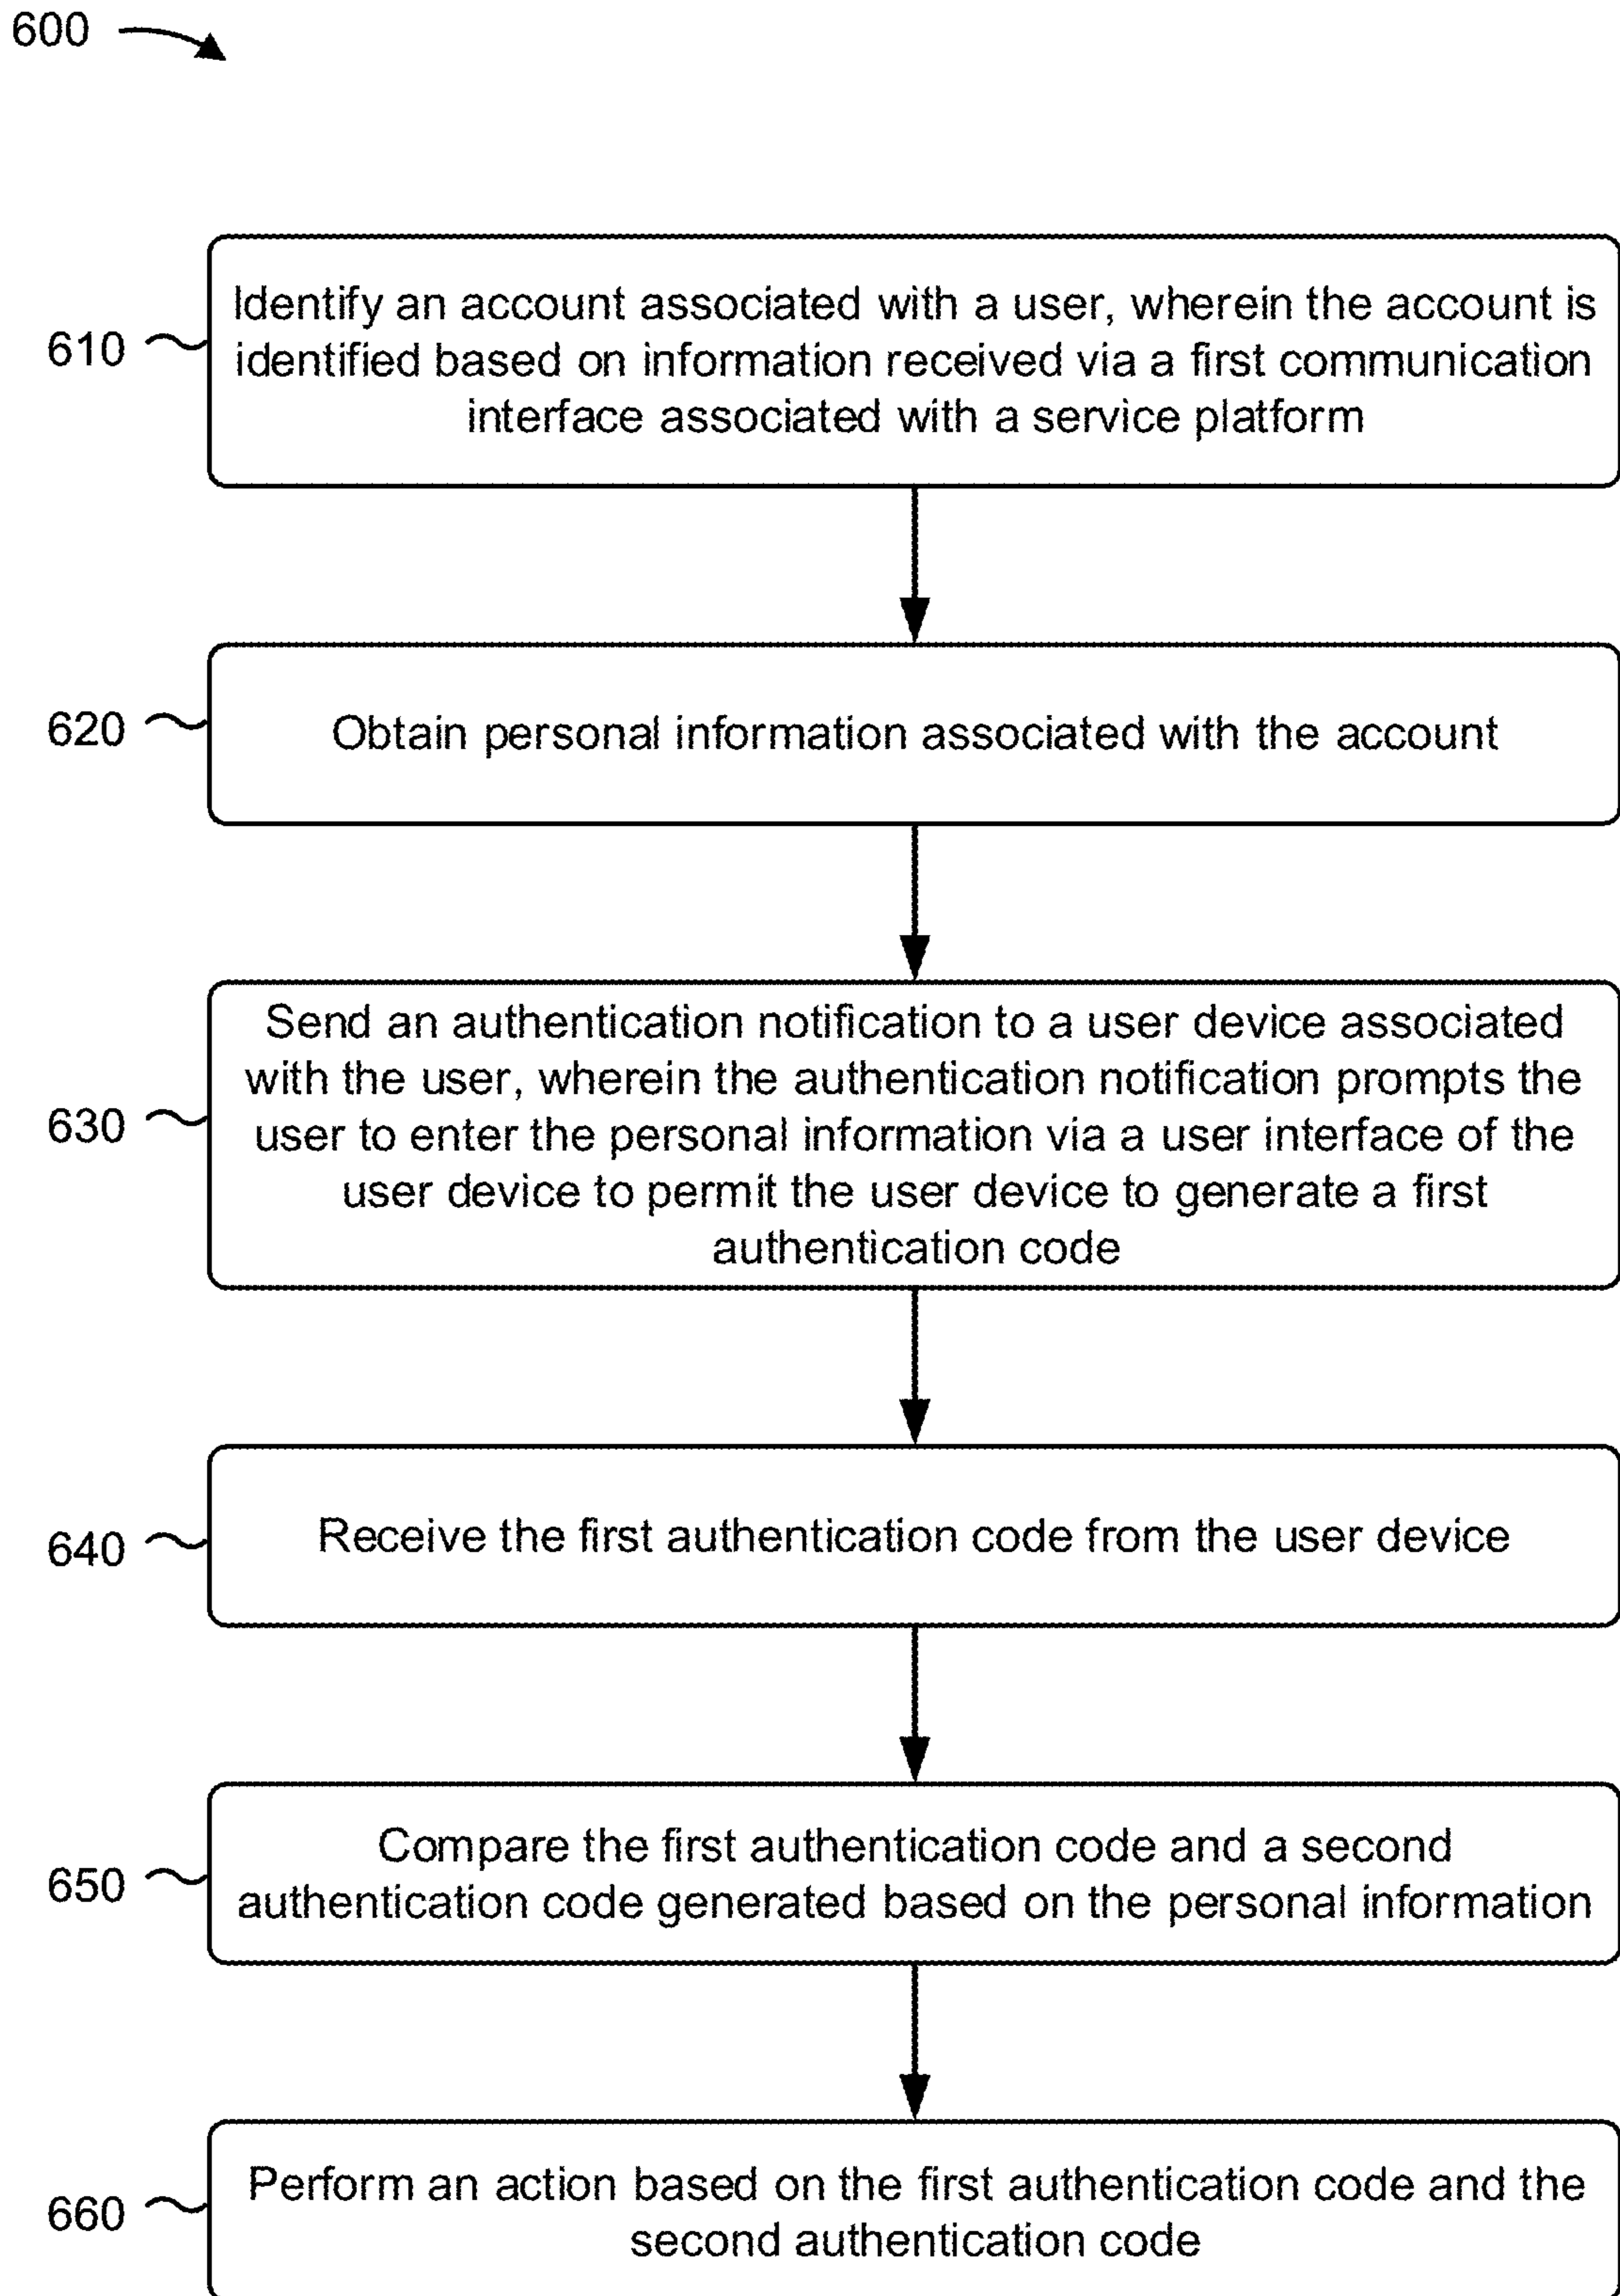 600
610
Identify an account associated with a user, wherein the account is
identified based on information received via a first communication
interface associated with a service platform
620
Obtain personal information associated with the account
630
Send an authentication notification to a user device associated
with the user, wherein the authentication notification prompts the
user to enter the personal information via a user interface of the
user device to permit the user device to generate a first
authentication code
640
Receive the first authentication code from the user device
650
Compare the first authentication code and a second
authentication code generated based on the personal information
660
Perform an action based on the first authentication code and the
second authentication code